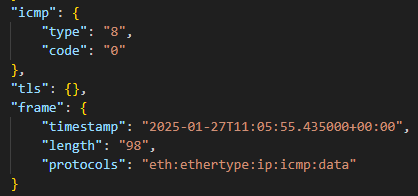 "icmp": {
"type": "8",
"code": "0"
},
"tls": {},
"frame": {
"timestamp": "2025-01-27T11:05:55.435000+00:00",
"length": "98",
"protocols": "eth:ethertype:ip:icmp:data"
}